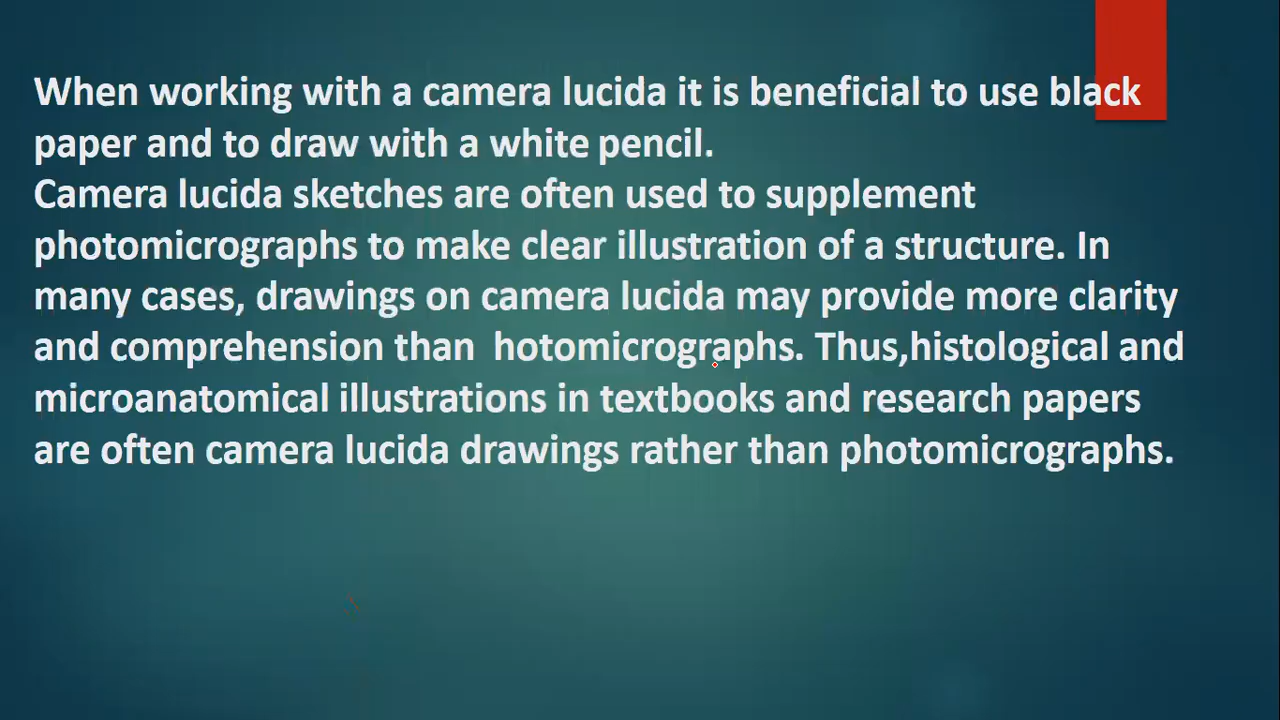 When working with a camera lucida it is beneficial to use black
paper and to draw with a white pencil.
Camera lucida sketches are often used to supplement
photomicrographs to make clear illustration of a structure. In
many cases, drawings on camera lucida may provide more clarity
and comprehension than  hotomicrographs. Thus,histological and
microanatomical illustrations in textbooks and research papers
are often camera lucida drawings rather than photomicrographs.